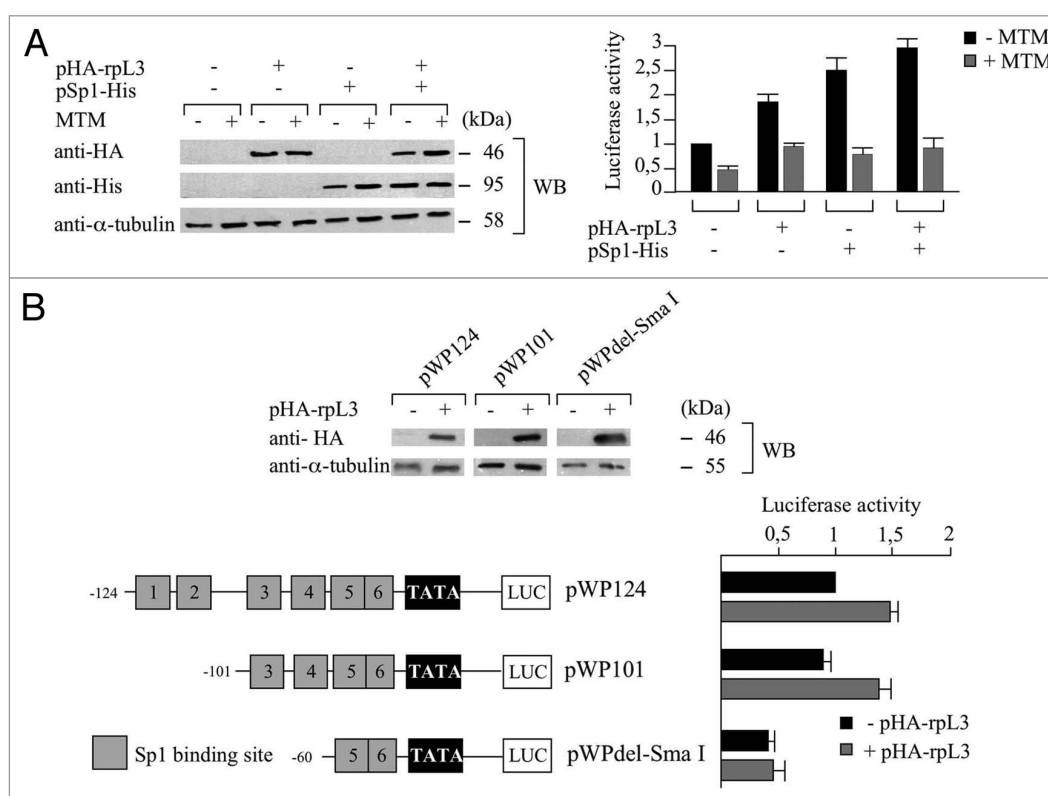 A
pHA-rpL3 - + - +
pSp1-His - - + +
MTM - + - + - + - + (kDa)
anti-HA – 46
anti-His – 95 WB
anti-α-tubulin – 58
Luciferase activity
3
2,5
2
1,5
1
0,5
0
- MTM
+ MTM
pHA-rpL3 - + - +
pSp1-His - - + +
B
pWP124 pWP101 pWPdel-Sma I
pHA-rpL3 - + - + - + (kDa)
anti- HA – 46
anti-α-tubulin – 55
WB
Luciferase activity
0,5 1 1,5 2
-124 1 2 3 4 5 6 TATA LUC pWP124
-101 3 4 5 6 TATA LUC pWP101
Sp1 binding site -60 5 6 TATA LUC pWPdel-Sma I
- pHA-rpL3
+ pHA-rpL3